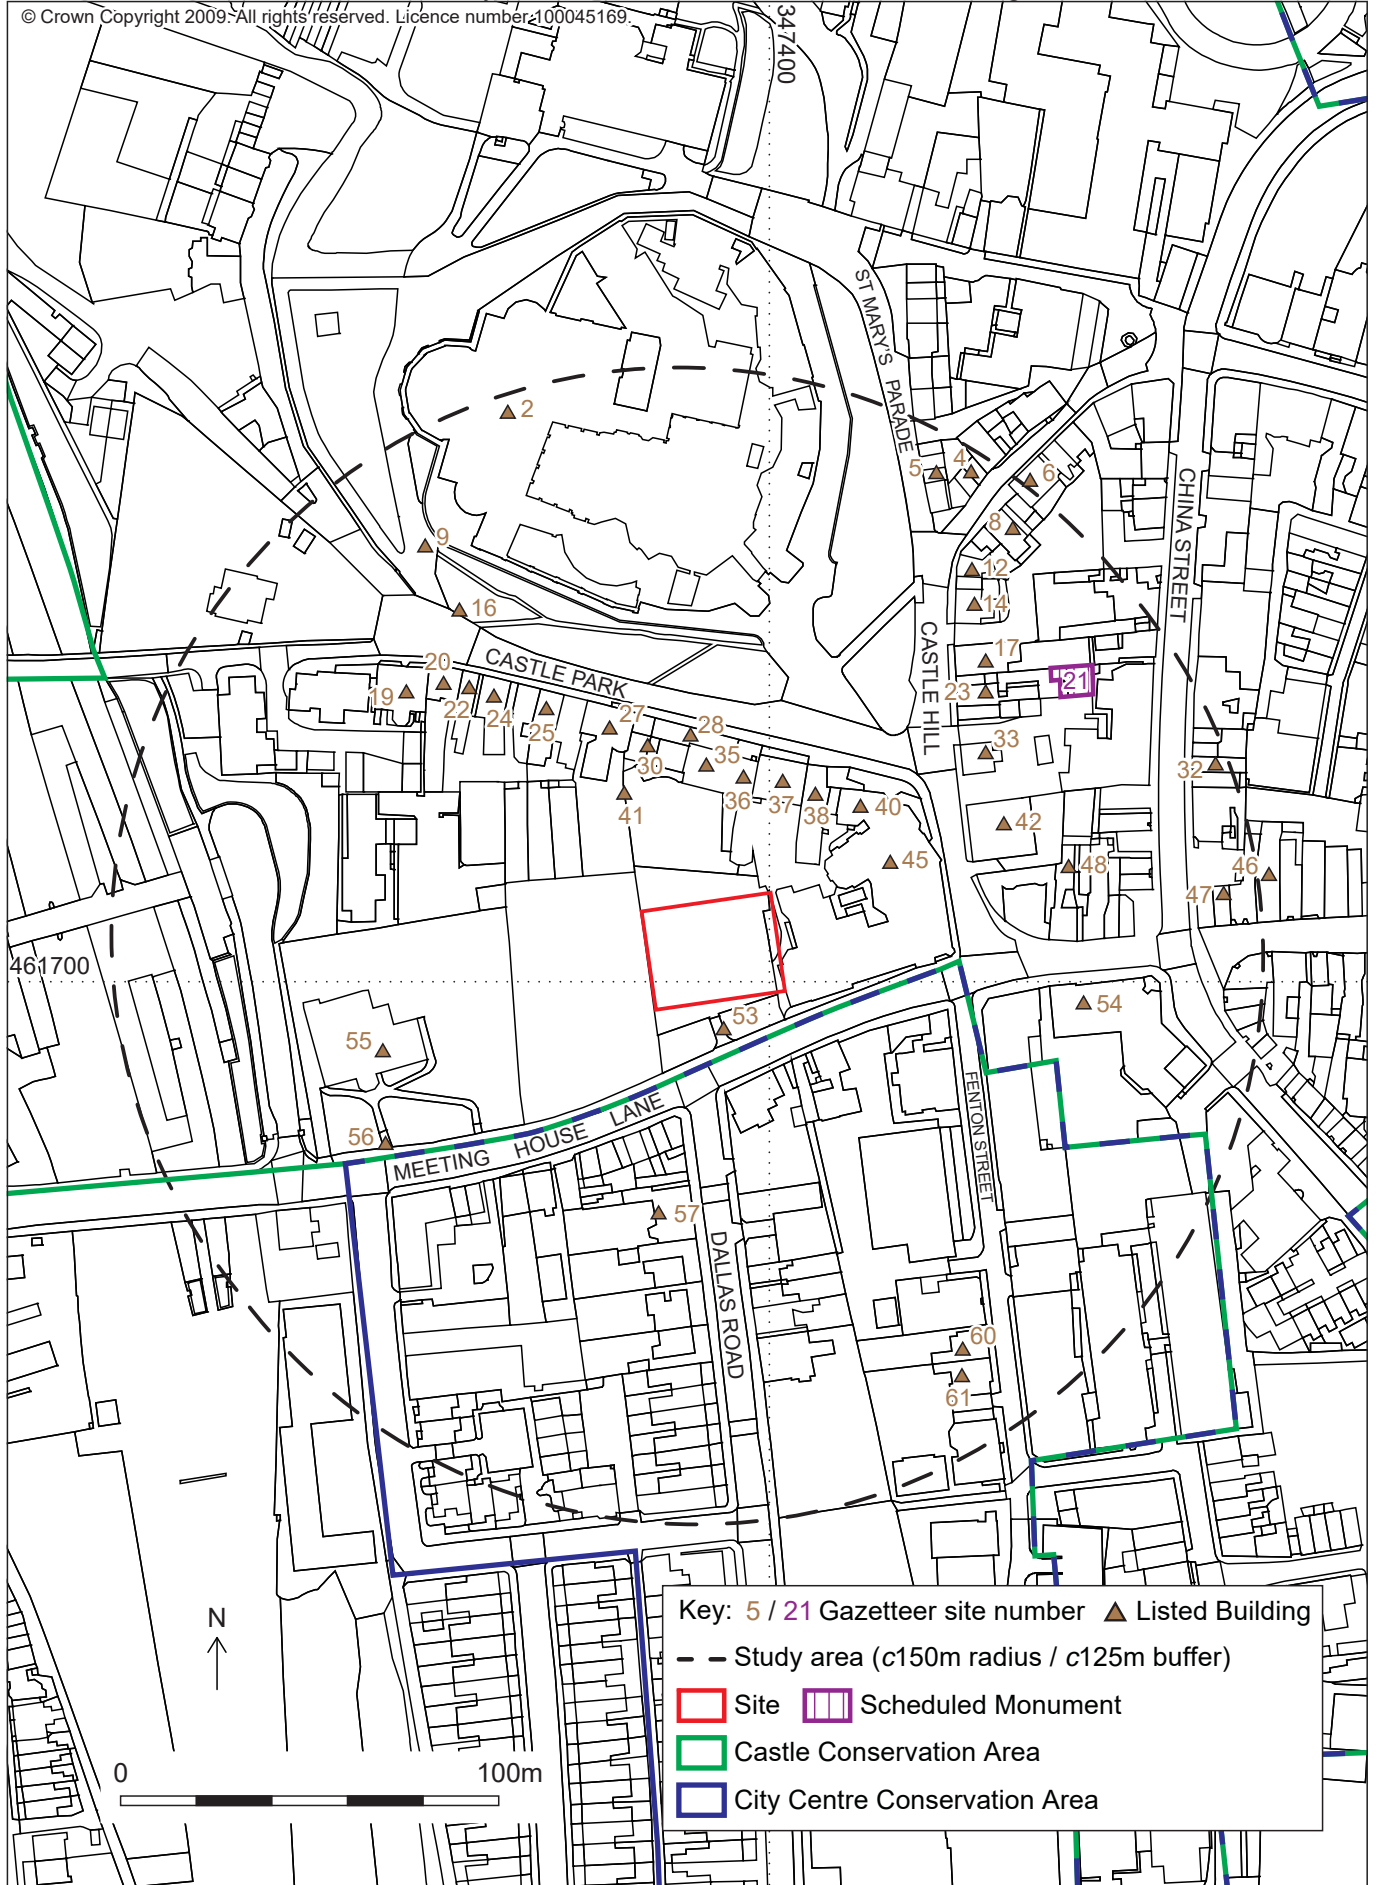 © Crown Copyright 2009. All rights reserved. Licence number 100045169.
347400
ST MARY'S PARADE
2
5
4
6
8
CHINA STREET
9
12
16
14
CASTLE HILL
17
20
CASTLE PARK
21
19
22
23
24
25
27
28
33
30
35
32
36
37
38
40
41
42
45
48
46
47
461700
53
54
55
FENTON STREET
56
MEETING HOUSE LANE
57
DALLAS ROAD
60
61
N
Key: 5 / 21 Gazetteer site number Listed Building
Study area (c150m radius / c125m buffer)
Site Scheduled Monument
Castle Conservation Area
City Centre Conservation Area
0 100m